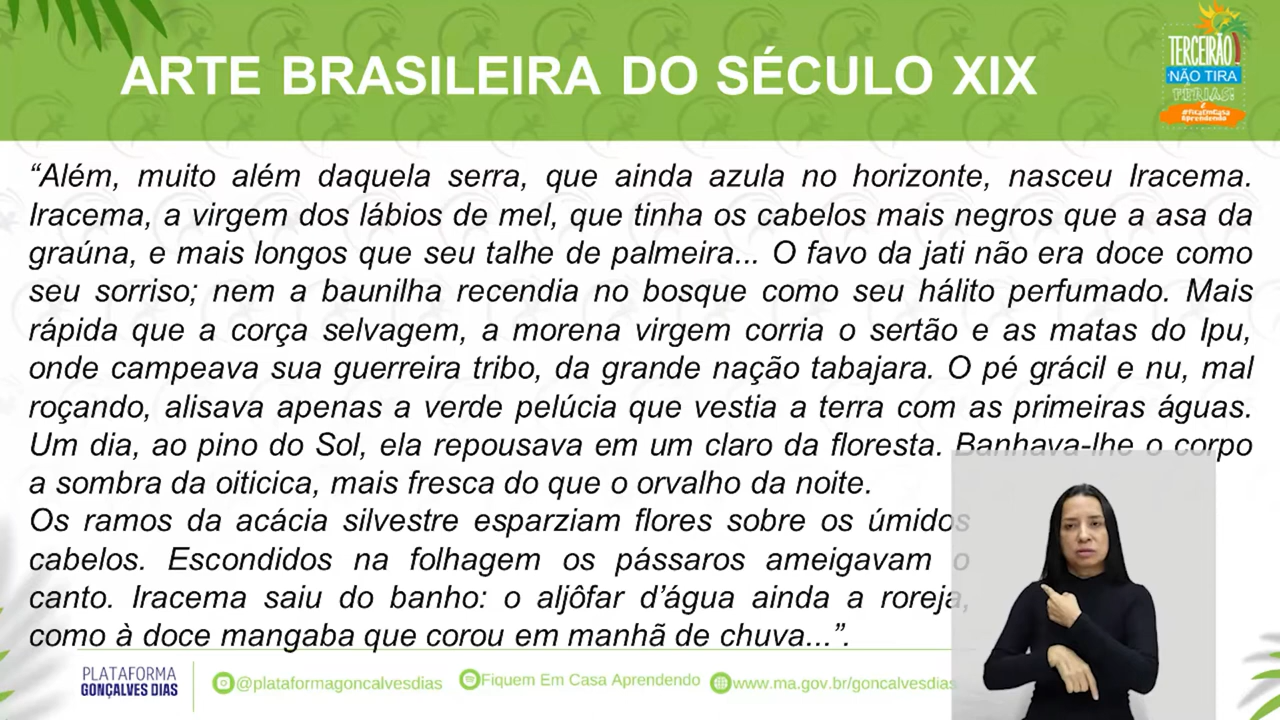 ARTE BRASILEIRA DO SÉCULO XIX
TERCEIRÃO
NÃO TIRA
FÉRIAS!
É
#FicaEmCasa
Aprendendo
“Além, muito além daquela serra, que ainda azula no horizonte, nasceu Iracema.
Iracema, a virgem dos lábios de mel, que tinha os cabelos mais negros que a asa da
graúna, e mais longos que seu talhe de palmeira... O favo da jati não era doce como
seu sorriso; nem a baunilha recendia no bosque como seu hálito perfumado. Mais
rápida que a corça selvagem, a morena virgem corria o sertão e as matas do Ipu,
onde campeava sua guerreira tribo, da grande nação tabajara. O pé grácil e nu, mal
roçando, alisava apenas a verde pelúcia que vestia a terra com as primeiras águas.
Um dia, ao pino do Sol, ela repousava em um claro da floresta. Banhava-lhe o corpo
a sombra da oiticica, mais fresca do que o orvalho da noite.
Os ramos da acácia silvestre esparziam flores sobre os úmidos
cabelos. Escondidos na folhagem os pássaros ameigavam o
canto. Iracema saiu do banho: o aljôfar d’água ainda a roreja,
como à doce mangaba que corou em manhã de chuva...”.
PLATAFORMA
GONÇALVES DIAS
@plataformagoncalvesdias
Fiquem Em Casa Aprendendo
www.ma.gov.br/goncalvesdias